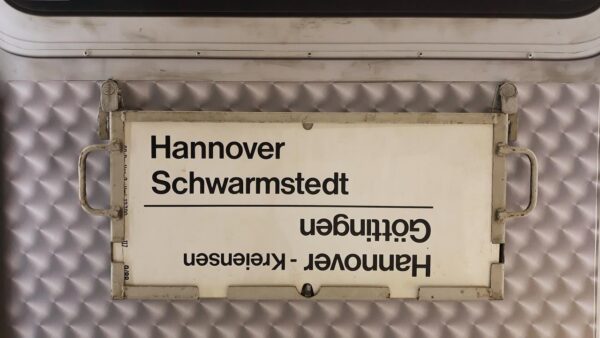 Hannover
Schwarmstedt
Hannover - Kreiensen
Göttingen